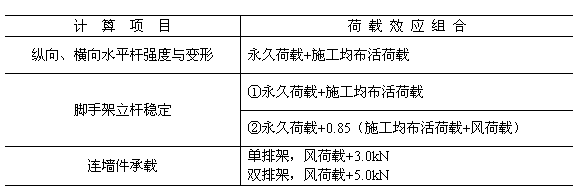 计算项目 荷载效应组合
纵向、横向水平杆强度与变形 永久荷载+施工均布活荷载
脚手架立杆稳定 ①永久荷载+施工均布活荷载
②永久荷载+0.85（施工均布活荷载+风荷载）
连墙件承载 单排架，风荷载+3.0kN
双排架，风荷载+5.0kN